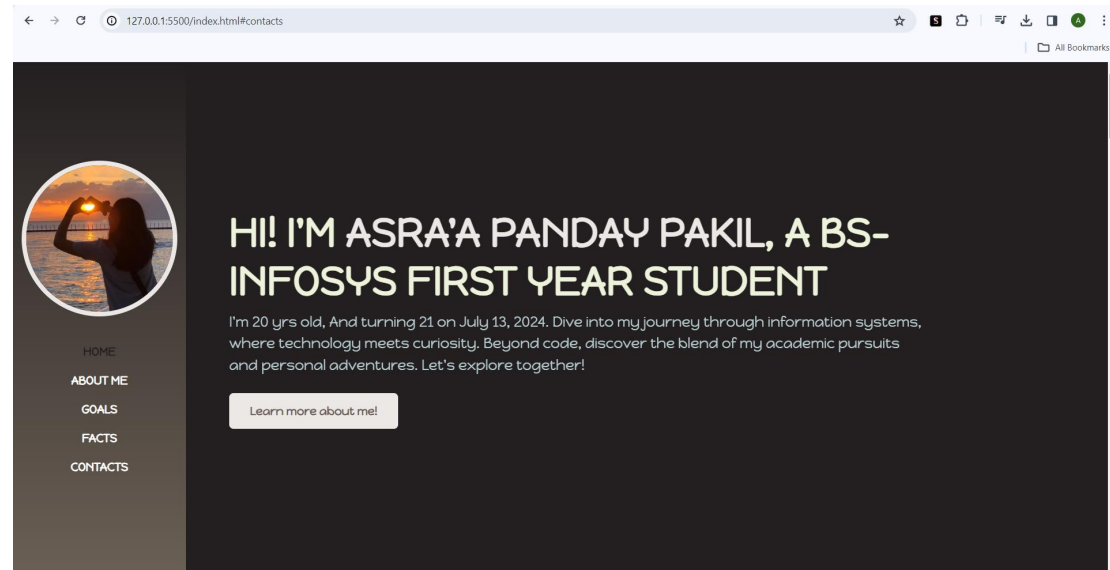 127.0.0.1:5500/index.html#contacts
S
A
All Bookmarks
HI! I'M ASRA'A PANDAY PAKIL, A BS-
INFOSYS FIRST YEAR STUDENT
I'm 20 yrs old, And turning 21 on July 13, 2024. Dive into my journey through information systems,
where technology meets curiosity. Beyond code, discover the blend of my academic pursuits
and personal adventures. Let's explore together!
Learn more about me!
HOME
ABOUT ME
GOALS
FACTS
CONTACTS